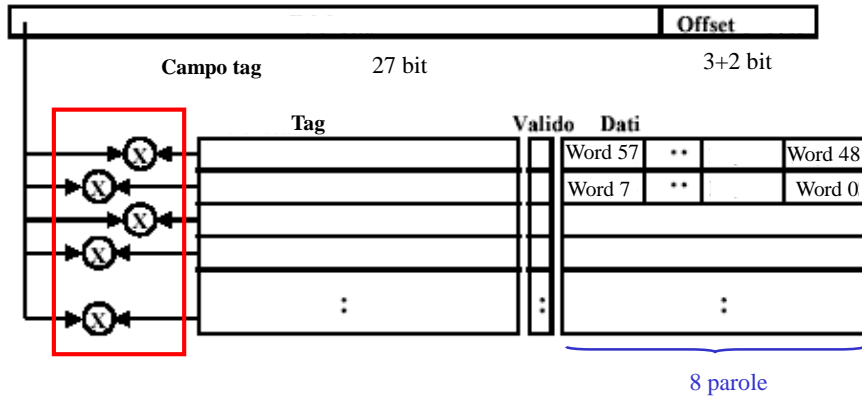 Offset
Campo tag 27 bit 3+2 bit
Tag Valido Dati
X Word 57 .. Word 48
X Word 7 .. Word 0
X
X
X : : :
8 parole